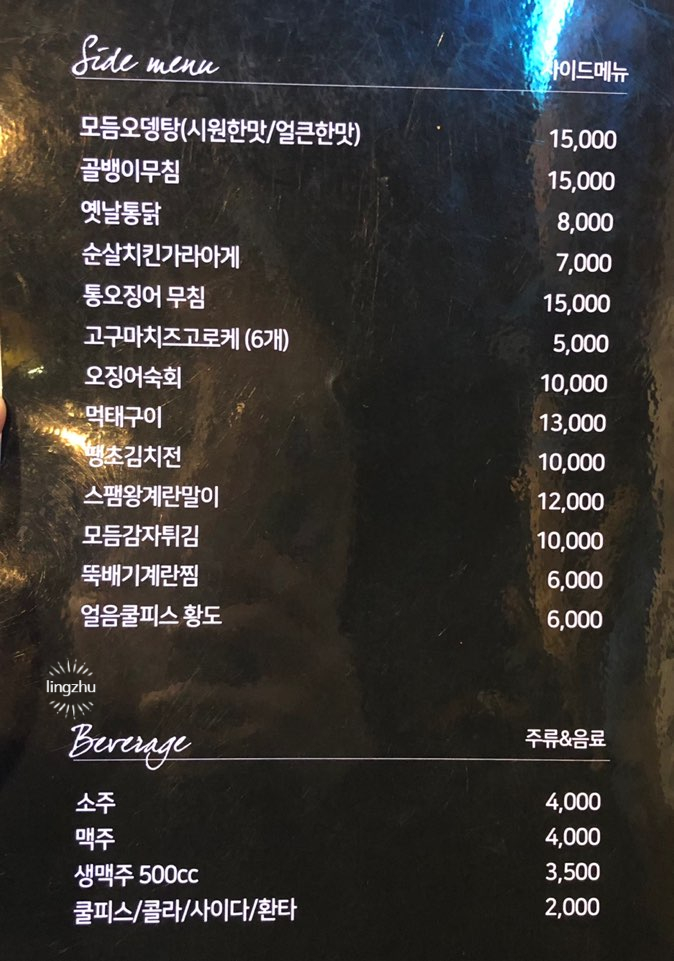 Side menu 사이드메뉴
모듬오뎅탕(시원한맛/얼큰한맛) 15,000
골뱅이무침 15,000
옛날통닭 8,000
순살치킨가라아게 7,000
통오징어 무침 15,000
고구마치즈고로케 (6개) 5,000
오징어숙회 10,000
먹태구이 13,000
땡초김치전 10,000
스팸왕계란말이 12,000
모듬감자튀김 10,000
뚝배기계란찜 6,000
얼음쿨피스 황도 6,000
lingzhu
Beverage 주류&음료
소주 4,000
맥주 4,000
생맥주 500cc 3,500
쿨피스/콜라/사이다/환타 2,000